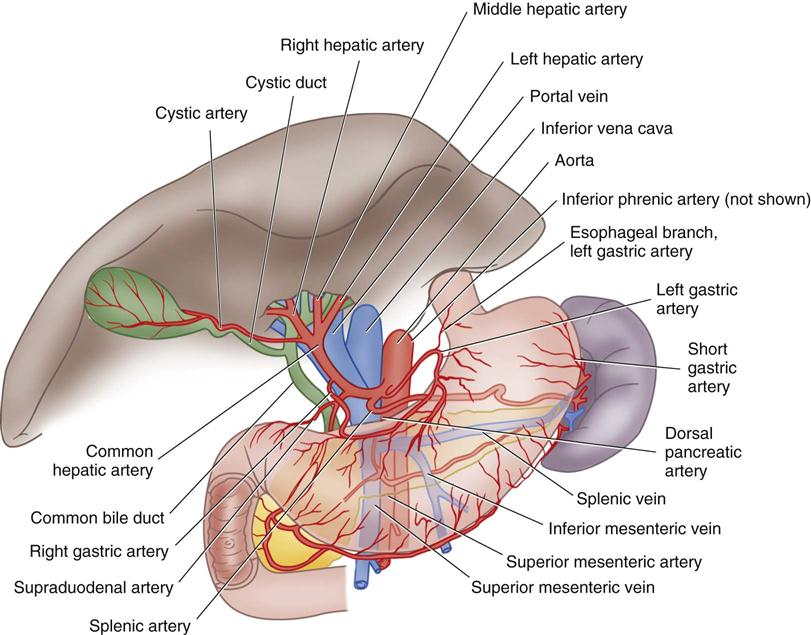 Middle hepatic artery
Right hepatic artery
Left hepatic artery
Cystic duct
Portal vein
Cystic artery
Inferior vena cava
Aorta
Inferior phrenic artery (not shown)
Esophageal branch,
left gastric artery
Left gastric
artery
Short
gastric
artery
Dorsal
pancreatic
artery
Common
hepatic artery
Splenic vein
Common bile duct
Inferior mesenteric vein
Right gastric artery
Superior mesenteric artery
Supraduodenal artery
Superior mesenteric vein
Splenic artery